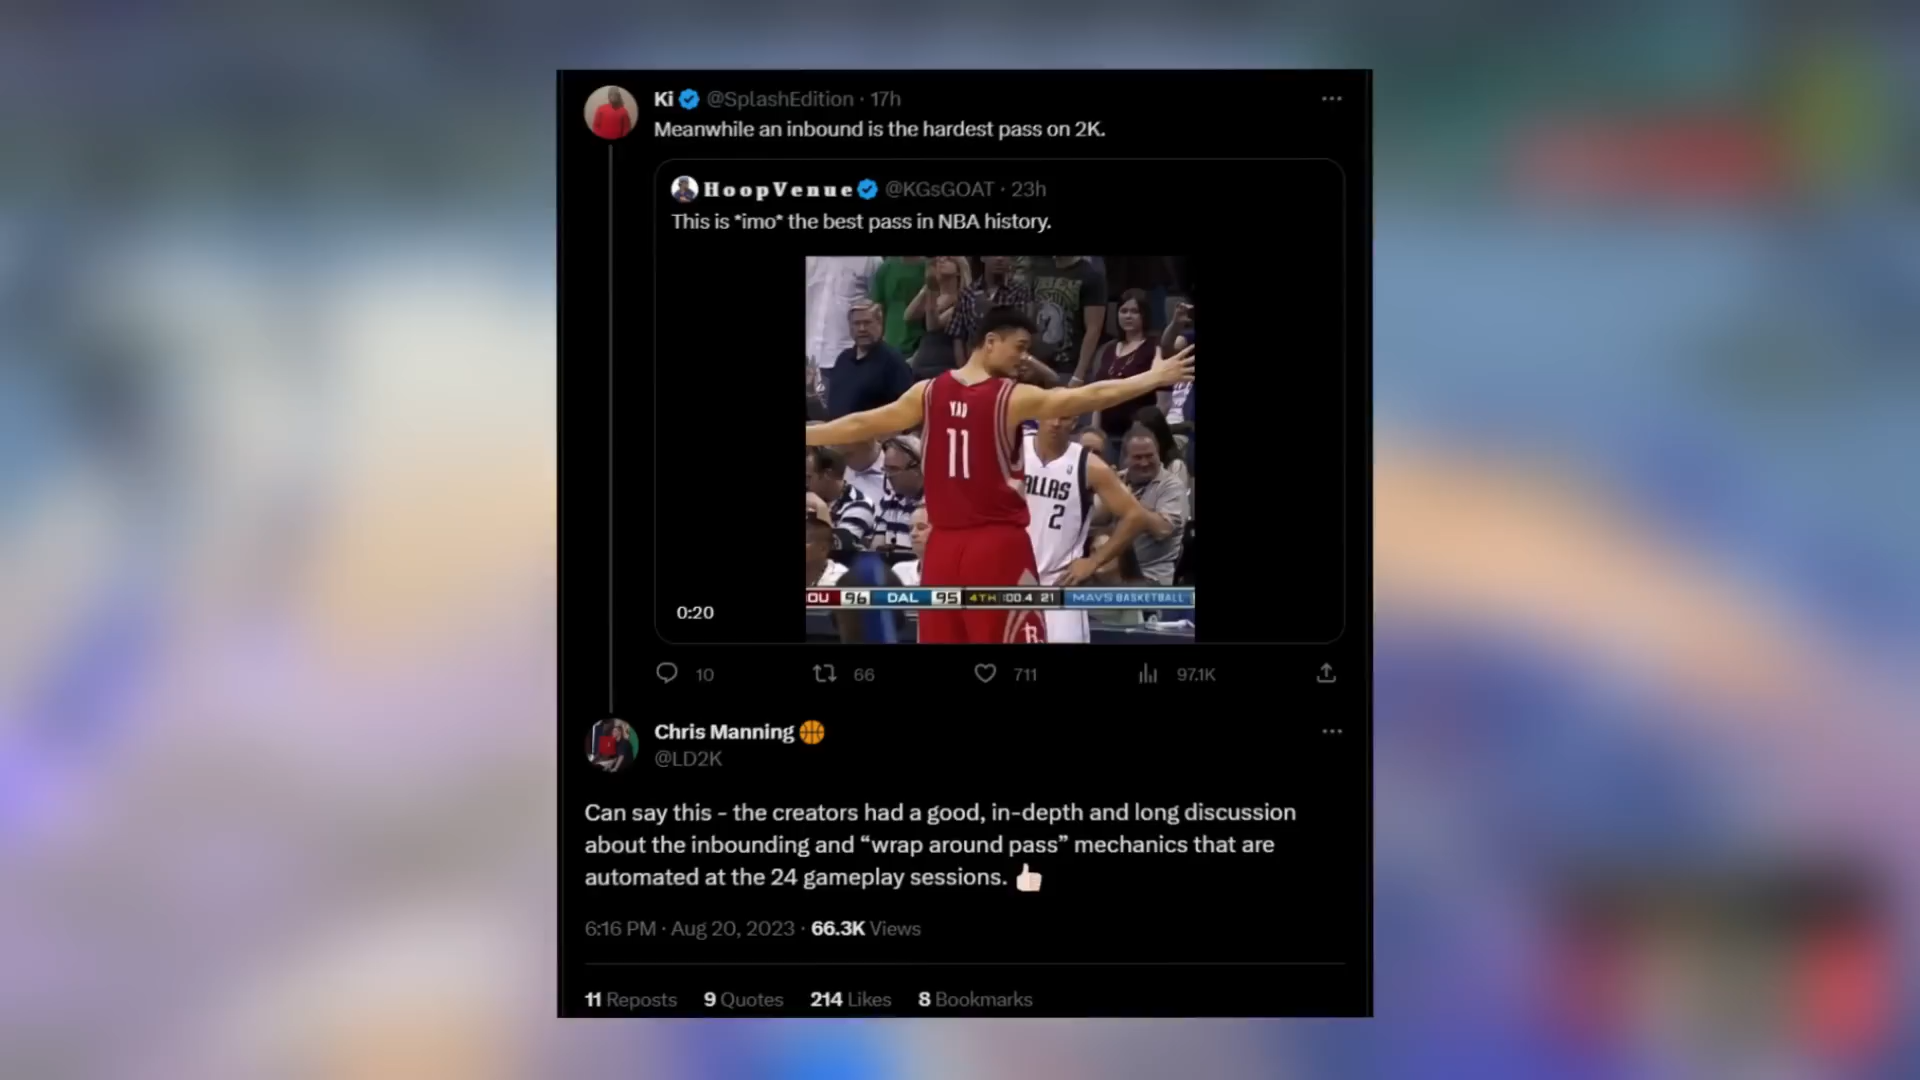 Ki @SplashEdition · 17h
Meanwhile an inbound is the hardest pass on 2K.
HoopVenue @KGsGOAT · 23h
This is *imo* the best pass in NBA history.
YAO
11
ALLAS
2
OU 96 DAL 95 4TH :00.4 21 MAVS BASKETBALL
0:20
10 66 711 97.1K
Chris Manning 🏀
@LD2K
Can say this - the creators had a good, in-depth and long discussion
about the inbounding and “wrap around pass” mechanics that are
automated at the 24 gameplay sessions. 👍🏻
6:16 PM · Aug 20, 2023 · 66.3K Views
11 Reposts 9 Quotes 214 Likes 8 Bookmarks